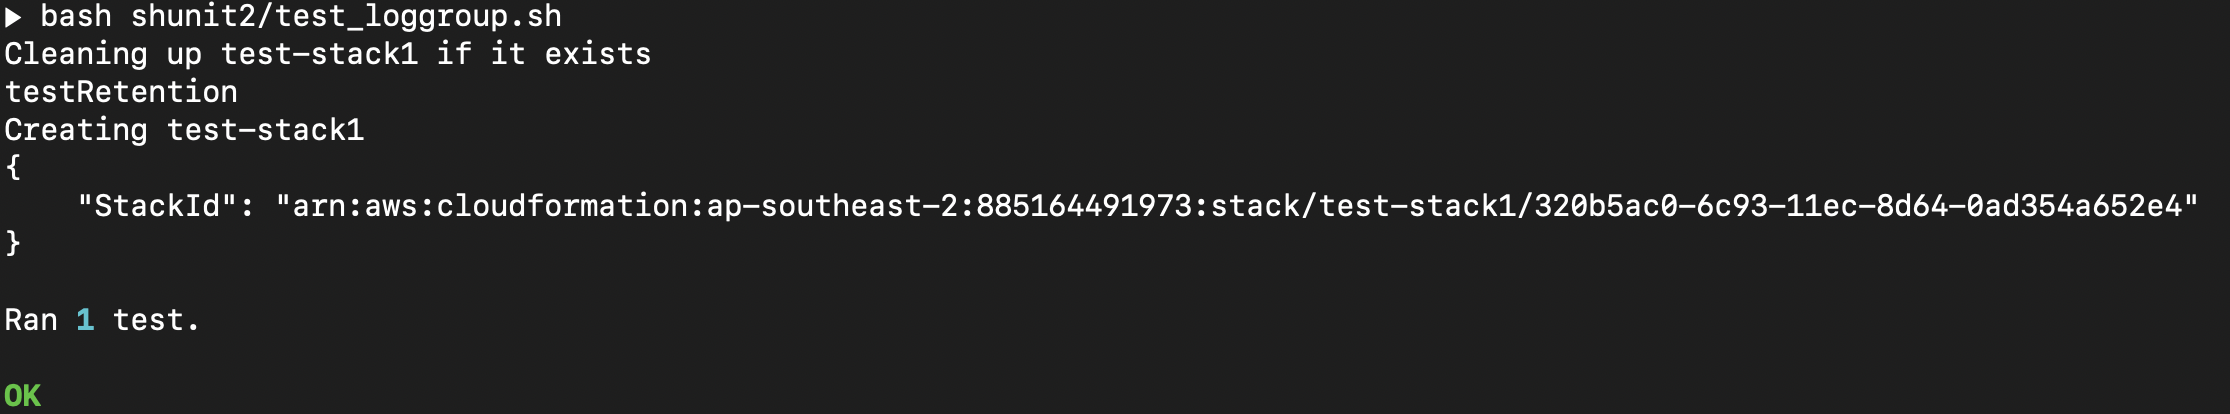 ▶ bash shunit2/test_loggroup.sh
Cleaning up test-stack1 if it exists
testRetention
Creating test-stack1
{
    "StackId": "arn:aws:cloudformation:ap-southeast-2:885164491973:stack/test-stack1/320b5ac0-6c93-11ec-8d64-0ad354a652e4"
}
Ran 1 test.
OK